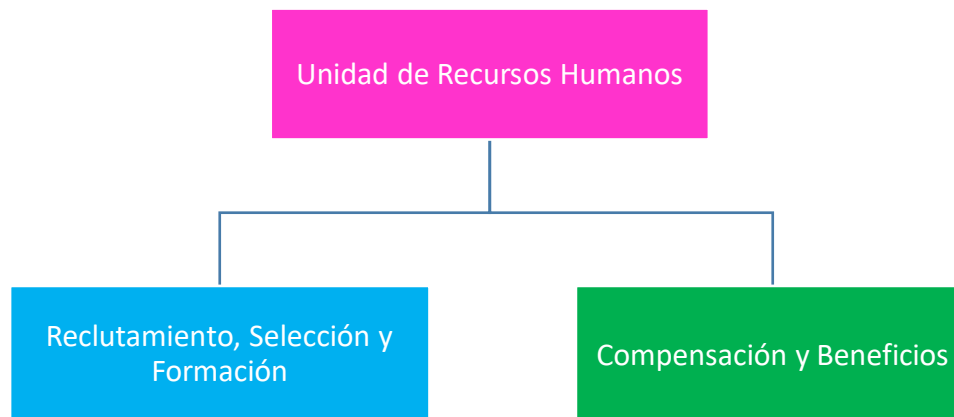 Unidad de Recursos Humanos
Reclutamiento, Selección y
Formación
Compensación y Beneficios